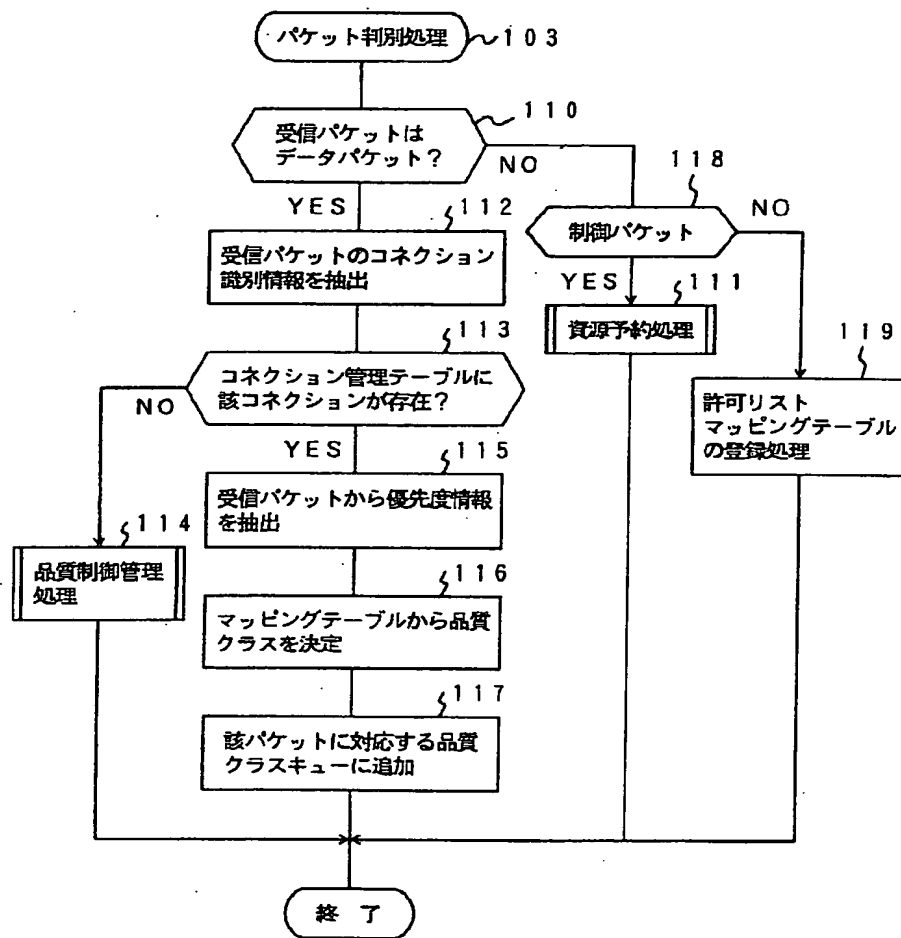 パケット判別処理
103
110
受信パケットは
データパケット?
NO
118
YES
112
制御パケット
NO
受信パケットのコネクション
識別情報を抽出
YES
111
資源予約処理
113
119
コネクション管理テーブルに
該コネクションが存在?
NO
許可リスト
マッピングテーブル
の登録処理
YES
115
受信パケットから優先度情報
を抽出
114
品質制御管理
処理
116
マッピングテーブルから品質
クラスを決定
117
該パケットに対応する品質
クラスキューに追加
終了